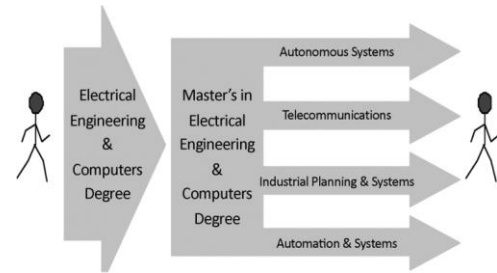 Electrical
Engineering
&
Computers
Degree
Master's in
Electrical
Engineering
&
Computers
Degree
Autonomous Systems
Telecommunications
Industrial Planning & Systems
Automation & Systems